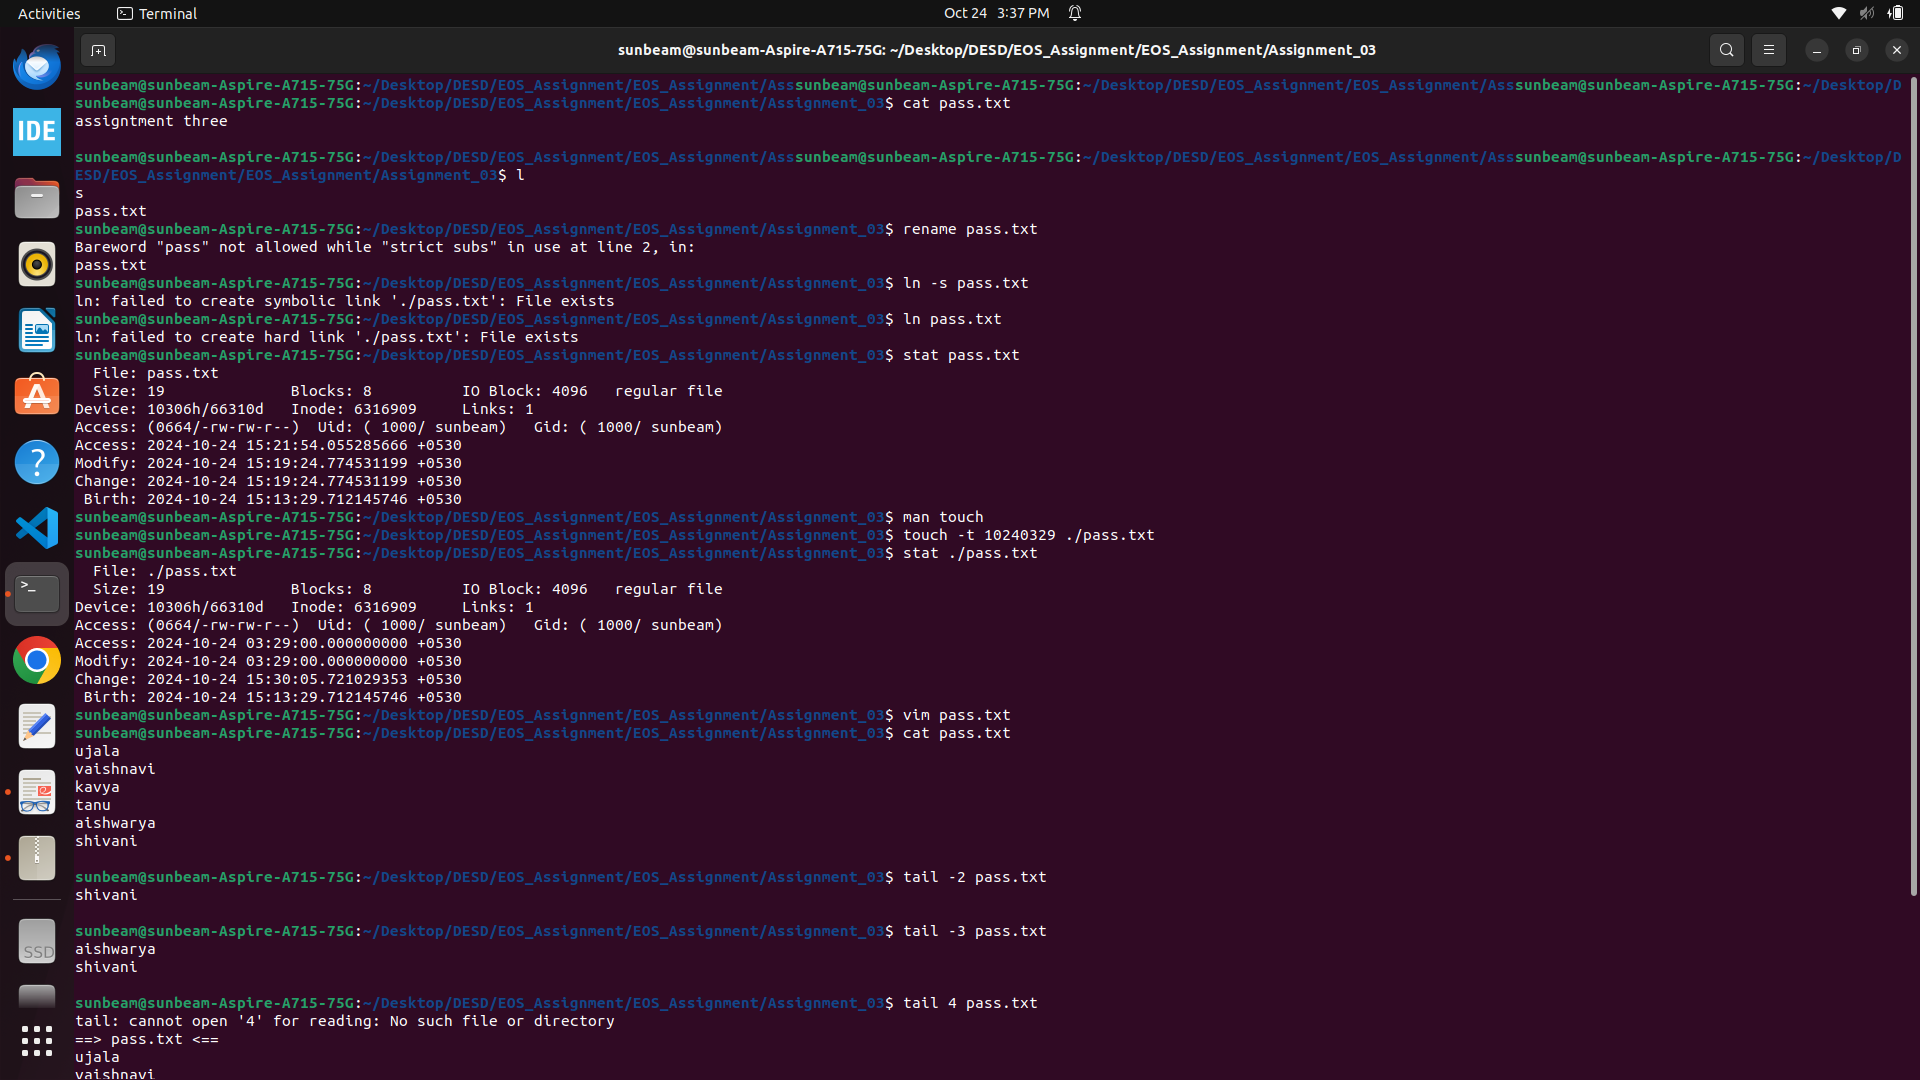 Activities
Terminal
Oct 24 3:37 PM
sunbeam@sunbeam-Aspire-A715-75G: ~/Desktop/DESD/EOS_Assignment/EOS_Assignment/Assignment_03
sunbeam@sunbeam-Aspire-A715-75G:~/Desktop/DESD/EOS_Assignment/EOS_Assignment/Asssunbeam@sunbeam-Aspire-A715-75G:~/Desktop/DESD/EOS_Assignment/EOS_Assignment/Asssunbeam@sunbeam-Aspire-A715-75G:~/Desktop/D
sunbeam@sunbeam-Aspire-A715-75G:~/Desktop/DESD/EOS_Assignment/EOS_Assignment/Assignment_03$ cat pass.txt
assigntment three
sunbeam@sunbeam-Aspire-A715-75G:~/Desktop/DESD/EOS_Assignment/EOS_Assignment/Asssunbeam@sunbeam-Aspire-A715-75G:~/Desktop/DESD/EOS_Assignment/EOS_Assignment/Asssunbeam@sunbeam-Aspire-A715-75G:~/Desktop/D
ESD/EOS_Assignment/EOS_Assignment/Assignment_03$ l
s
pass.txt
sunbeam@sunbeam-Aspire-A715-75G:~/Desktop/DESD/EOS_Assignment/EOS_Assignment/Assignment_03$ rename pass.txt
Bareword "pass" not allowed while "strict subs" in use at line 2, in:
pass.txt
sunbeam@sunbeam-Aspire-A715-75G:~/Desktop/DESD/EOS_Assignment/EOS_Assignment/Assignment_03$ ln -s pass.txt
ln: failed to create symbolic link './pass.txt': File exists
sunbeam@sunbeam-Aspire-A715-75G:~/Desktop/DESD/EOS_Assignment/EOS_Assignment/Assignment_03$ ln pass.txt
ln: failed to create hard link './pass.txt': File exists
sunbeam@sunbeam-Aspire-A715-75G:~/Desktop/DESD/EOS_Assignment/EOS_Assignment/Assignment_03$ stat pass.txt
File: pass.txt
Size: 19 Blocks: 8 IO Block: 4096 regular file
Device: 10306h/66310d Inode: 6316909 Links: 1
Access: (0664/-rw-rw-r--) Uid: ( 1000/ sunbeam) Gid: ( 1000/ sunbeam)
Access: 2024-10-24 15:21:54.055285666 +0530
Modify: 2024-10-24 15:19:24.774531199 +0530
Change: 2024-10-24 15:19:24.774531199 +0530
Birth: 2024-10-24 15:13:29.712145746 +0530
sunbeam@sunbeam-Aspire-A715-75G:~/Desktop/DESD/EOS_Assignment/EOS_Assignment/Assignment_03$ man touch
sunbeam@sunbeam-Aspire-A715-75G:~/Desktop/DESD/EOS_Assignment/EOS_Assignment/Assignment_03$ touch -t 10240329 ./pass.txt
sunbeam@sunbeam-Aspire-A715-75G:~/Desktop/DESD/EOS_Assignment/EOS_Assignment/Assignment_03$ stat ./pass.txt
File: ./pass.txt
Size: 19 Blocks: 8 IO Block: 4096 regular file
Device: 10306h/66310d Inode: 6316909 Links: 1
Access: (0664/-rw-rw-r--) Uid: ( 1000/ sunbeam) Gid: ( 1000/ sunbeam)
Access: 2024-10-24 03:29:00.000000000 +0530
Modify: 2024-10-24 03:29:00.000000000 +0530
Change: 2024-10-24 15:30:05.721029353 +0530
Birth: 2024-10-24 15:13:29.712145746 +0530
sunbeam@sunbeam-Aspire-A715-75G:~/Desktop/DESD/EOS_Assignment/EOS_Assignment/Assignment_03$ vim pass.txt
sunbeam@sunbeam-Aspire-A715-75G:~/Desktop/DESD/EOS_Assignment/EOS_Assignment/Assignment_03$ cat pass.txt
ujala
vaishnavi
kavya
tanu
aishwarya
shivani
sunbeam@sunbeam-Aspire-A715-75G:~/Desktop/DESD/EOS_Assignment/EOS_Assignment/Assignment_03$ tail -2 pass.txt
shivani
sunbeam@sunbeam-Aspire-A715-75G:~/Desktop/DESD/EOS_Assignment/EOS_Assignment/Assignment_03$ tail -3 pass.txt
aishwarya
shivani
sunbeam@sunbeam-Aspire-A715-75G:~/Desktop/DESD/EOS_Assignment/EOS_Assignment/Assignment_03$ tail 4 pass.txt
tail: cannot open '4' for reading: No such file or directory
==> pass.txt <==
ujala
vaishnavi
IDE
SSD